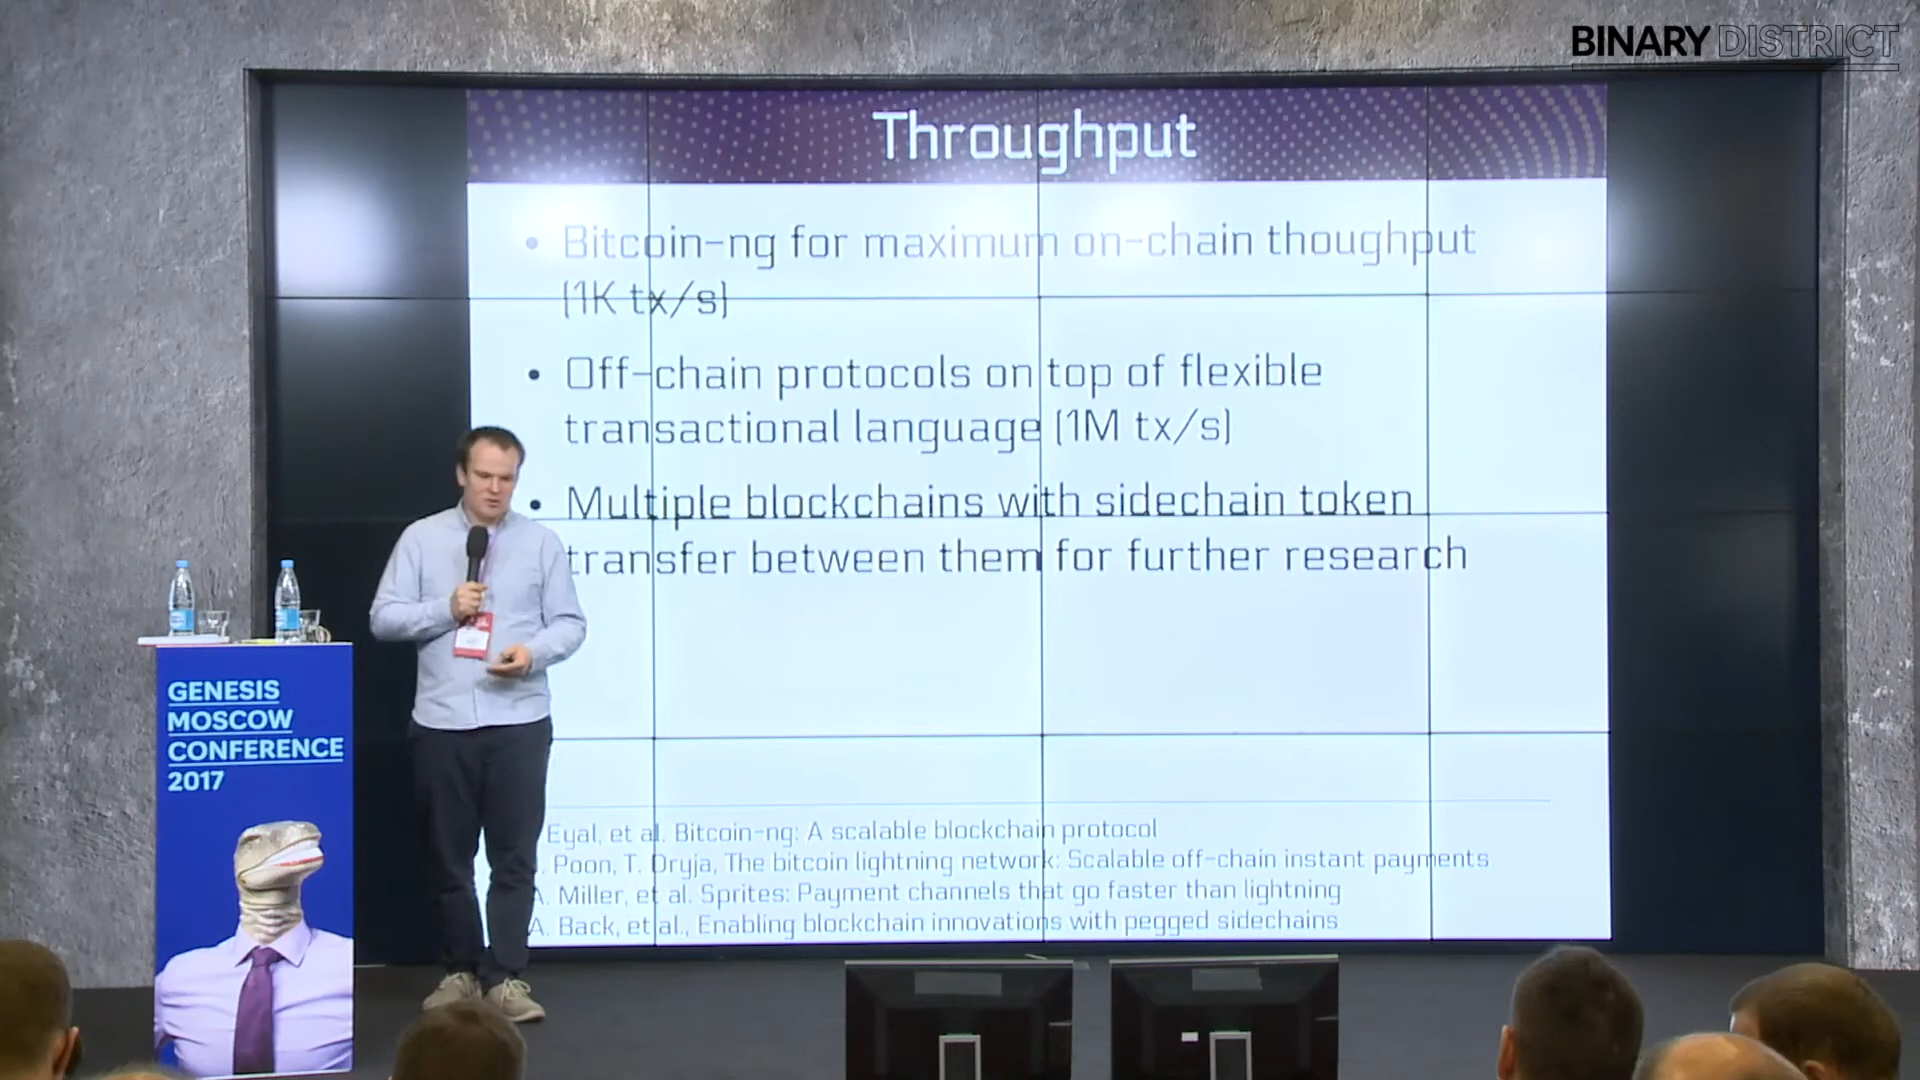 BINARY DISTRICT
Throughput
• Bitcoin-ng for maximum on-chain thoughput
(1K tx/s)
• Off-chain protocols on top of flexible
transactional language (1M tx/s)
• Multiple blockchains with sidechain token
transfer between them for further research
Eyal, et al. Bitcoin-ng: A scalable blockchain protocol
. Poon, T. Dryja, The bitcoin lightning network: Scalable off-chain instant payments
A. Miller, et al. Sprites: Payment channels that go faster than lightning
A. Back, et al., Enabling blockchain innovations with pegged sidechains
GENESIS
MOSCOW
CONFERENCE
2017